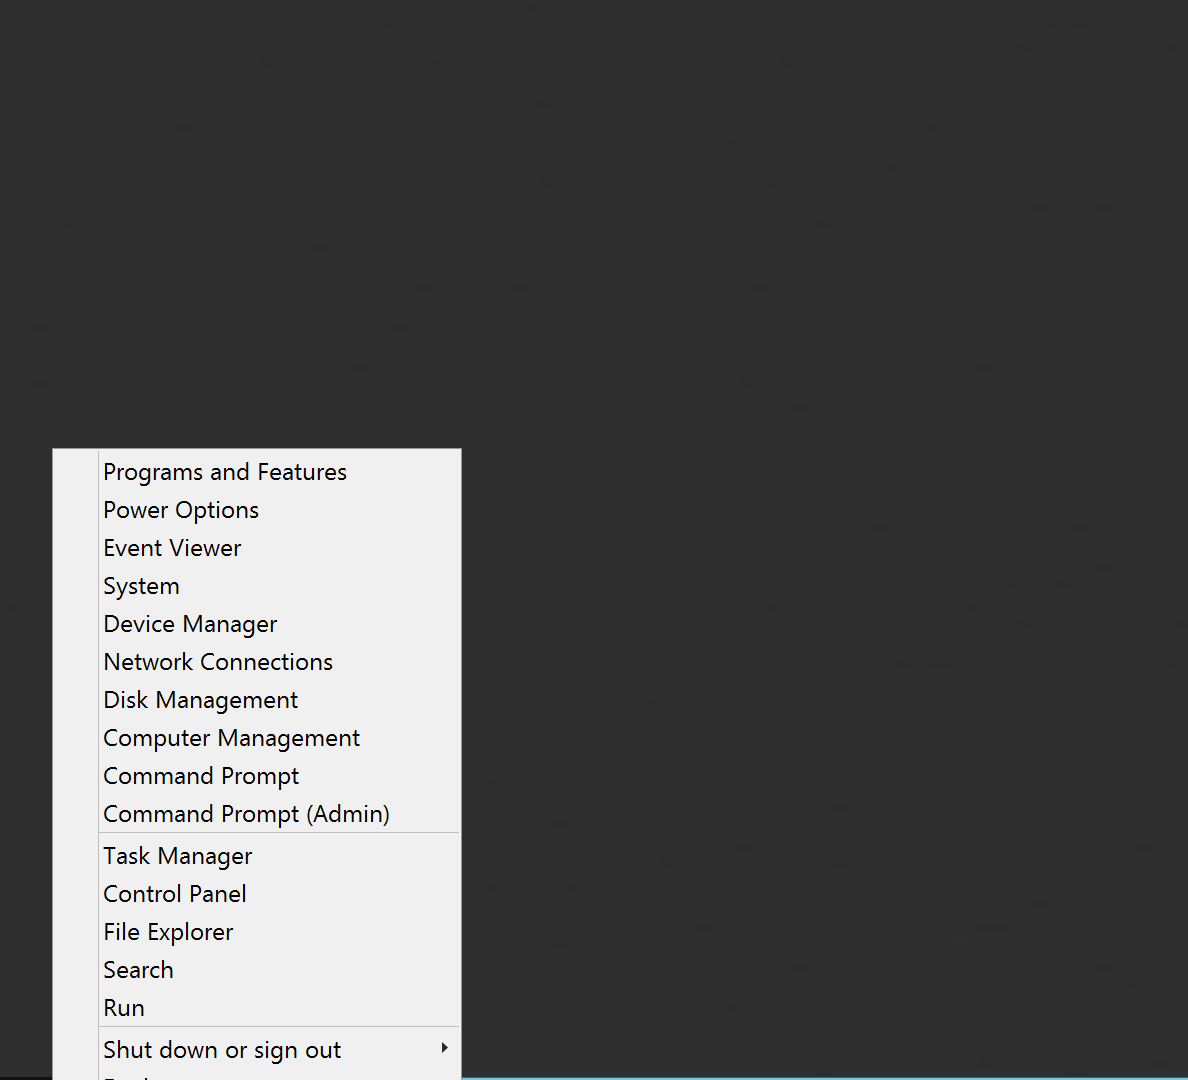 Programs and Features
Power Options
Event Viewer
System
Device Manager
Network Connections
Disk Management
Computer Management
Command Prompt
Command Prompt (Admin)
Task Manager
Control Panel
File Explorer
Search
Run
Shut down or sign out